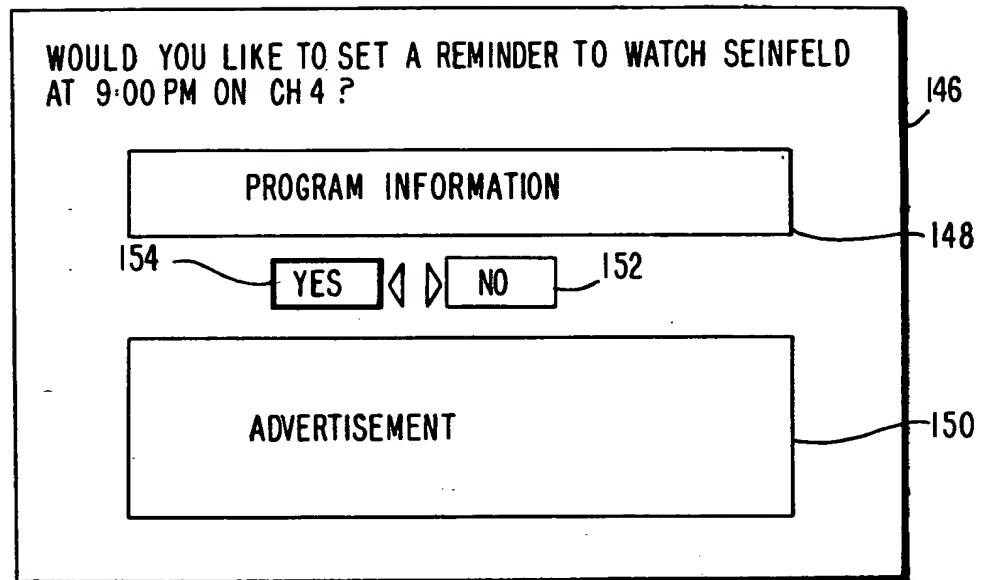 WOULD YOU LIKE TO SET A REMINDER TO WATCH SEINFELD
AT 9:00 PM ON CH 4 ?
146
PROGRAM INFORMATION
148
154
YES
NO
152
ADVERTISEMENT
150